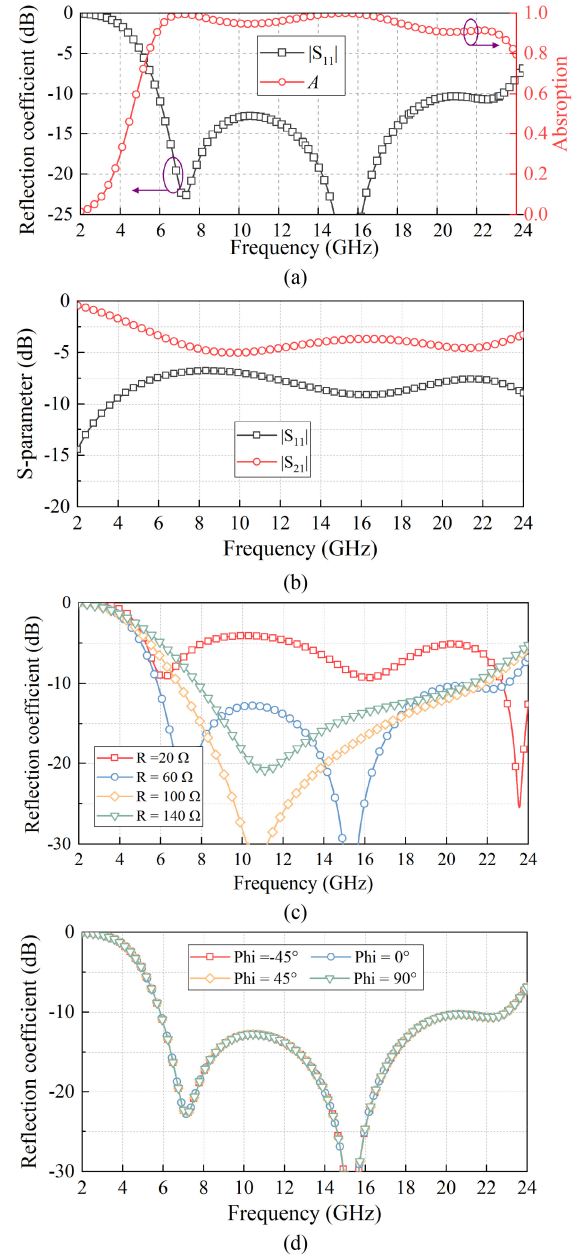 0 1.0
-5 0.8
-10 0.6
-15 0.4
-20 0.2
-25 0.0
Reflection coefficient (dB)
|S11|
A
Absroption
2 4 6 8 10 12 14 16 18 20 22 24
Frequency (GHz)
(a)
0
-5
-10
-15
-20
S-parameter (dB)
|S11|
|S21|
2 4 6 8 10 12 14 16 18 20 22 24
Frequency (GHz)
(b)
0
-10
-20
-30
Reflection coefficient (dB)
R =20 Ω
R = 60 Ω
R = 100 Ω
R = 140 Ω
2 4 6 8 10 12 14 16 18 20 22 24
Frequency (GHz)
(c)
0
-10
-20
-30
Reflection coefficient (dB)
Phi =-45° Phi = 0°
Phi = 45° Phi = 90°
2 4 6 8 10 12 14 16 18 20 22 24
Frequency (GHz)
(d)